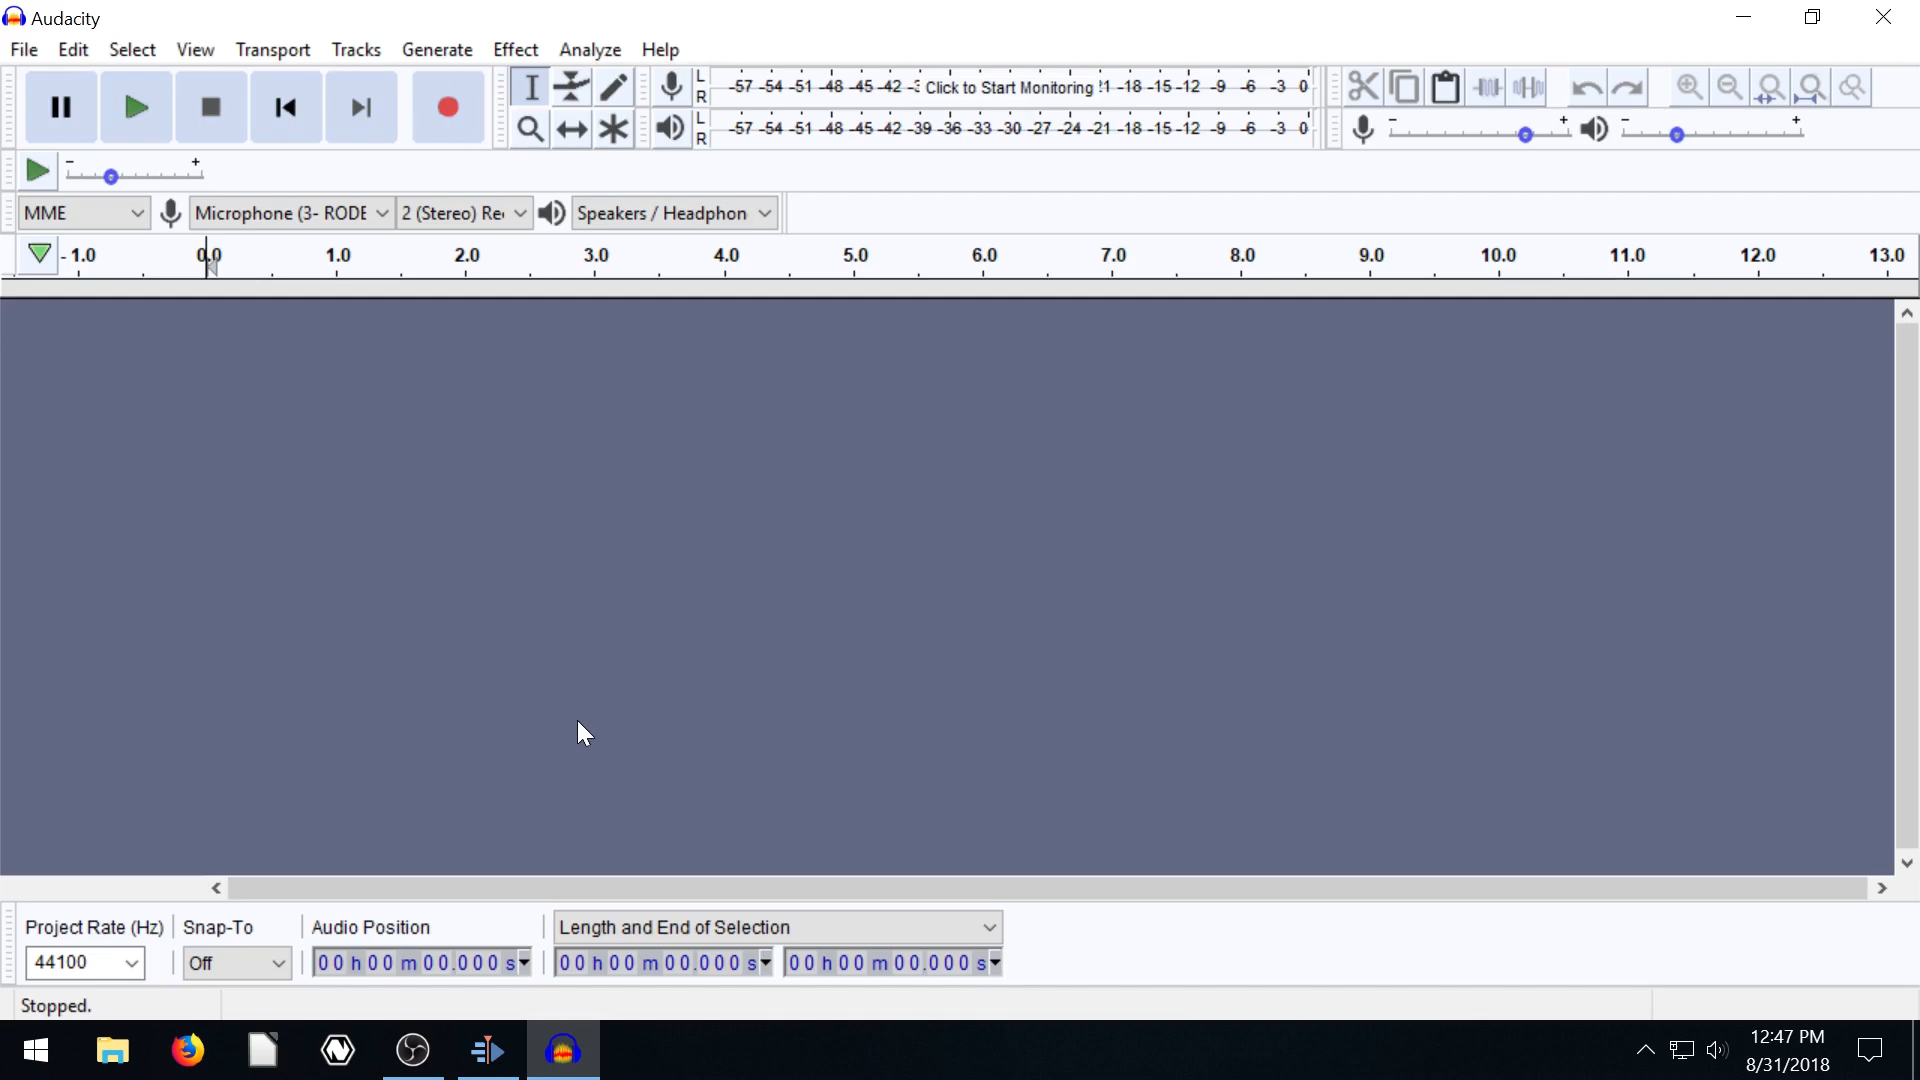 Audacity
File Edit Select View Transport Tracks Generate Effect Analyze Help
L -57 -54 -51 -48 -45 -42 Click to Start Monitoring -18 -15 -12 -9 -6 -3 0
R
L -57 -54 -51 -48 -45 -42 -39 -36 -33 -30 -27 -24 -21 -18 -15 -12 -9 -6 -3 0
R
- +
- +
- +
MME Microphone (3- RODE 2 (Stereo) Re Speakers / Headphon
-1.0 0.0 1.0 2.0 3.0 4.0 5.0 6.0 7.0 8.0 9.0 10.0 11.0 12.0 13.0
Project Rate (Hz) Snap-To Audio Position Length and End of Selection
44100 Off 00 h 00 m 00.000 s 00 h 00 m 00.000 s 00 h 00 m 00.000 s
Stopped.
12:47 PM
8/31/2018